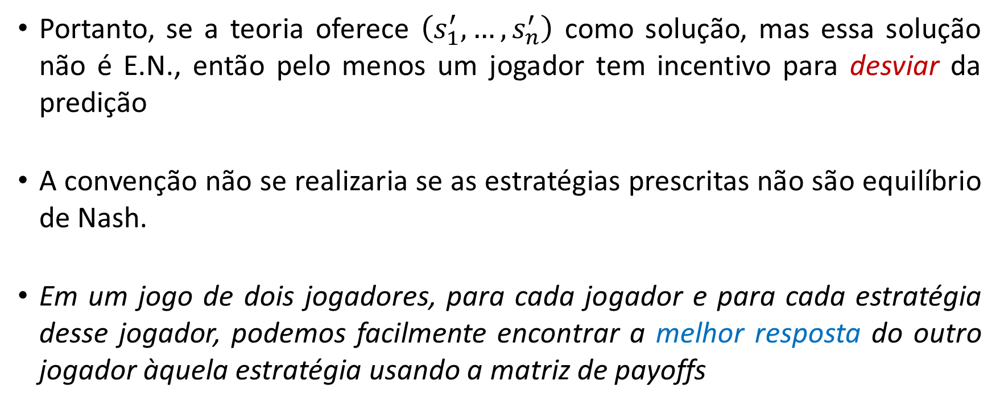 • Portanto, se a teoria oferece (s′₁, … , s′ₙ) como solução, mas essa solução
não é E.N., então pelo menos um jogador tem incentivo para desviar da
predição
• A convenção não se realizaria se as estratégias prescritas não são equilíbrio
de Nash.
• Em um jogo de dois jogadores, para cada jogador e para cada estratégia
desse jogador, podemos facilmente encontrar a melhor resposta do outro
jogador àquela estratégia usando a matriz de payoffs